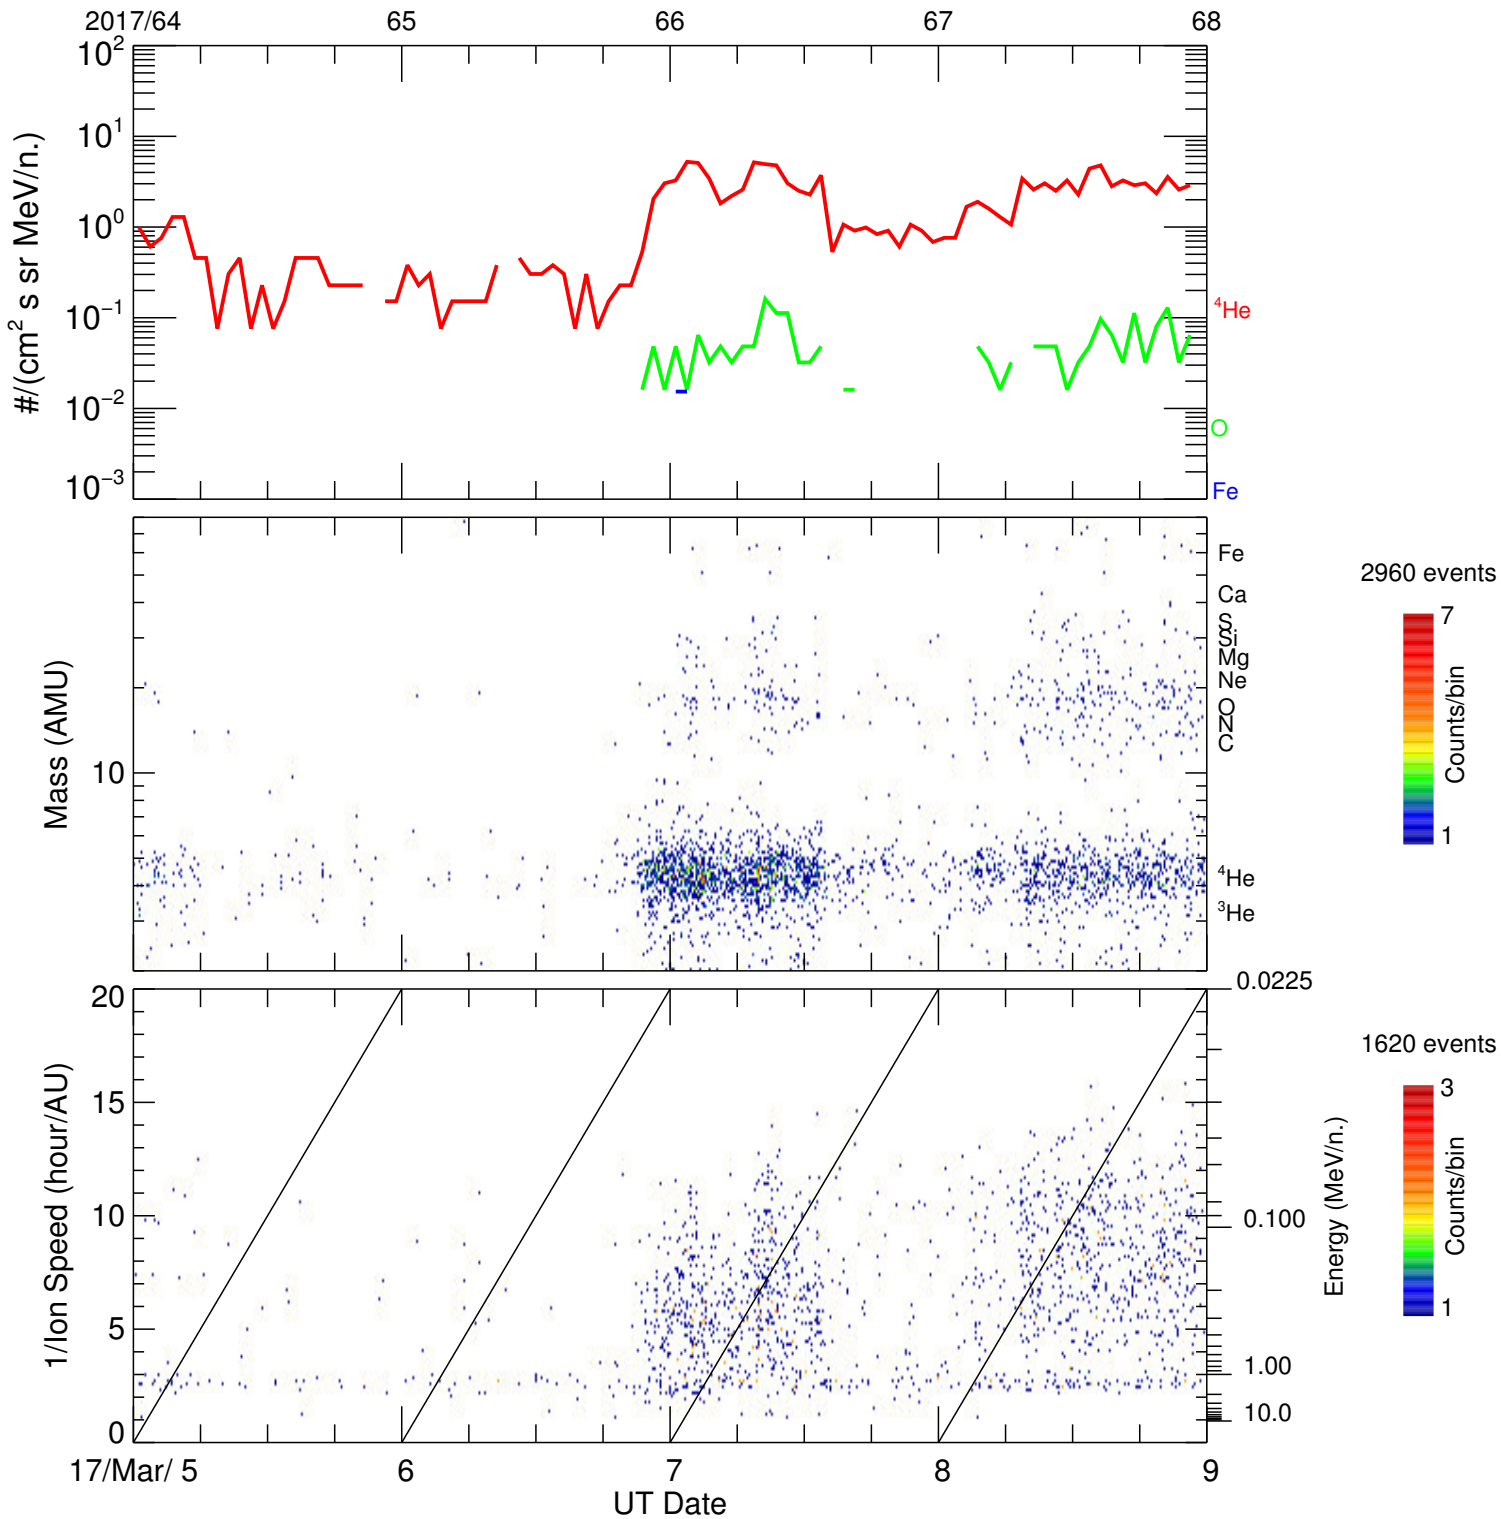 2017/64 65 66 67 68
10² 10¹ 10⁰ 10⁻¹ 10⁻² 10⁻³
#/(cm² s sr MeV/n.)
⁴He
O
Fe
Mass (AMU)
10
Fe
Ca
S
Si
Mg
Ne
O
N
C
⁴He
³He
2960 events
7
Counts/bin
1
1/Ion Speed (hour/AU)
20
15
10
5
0
0.0225
0.100
1.00
10.0
Energy (MeV/n.)
1620 events
3
Counts/bin
1
17/Mar/ 5 6 7 8 9
UT Date